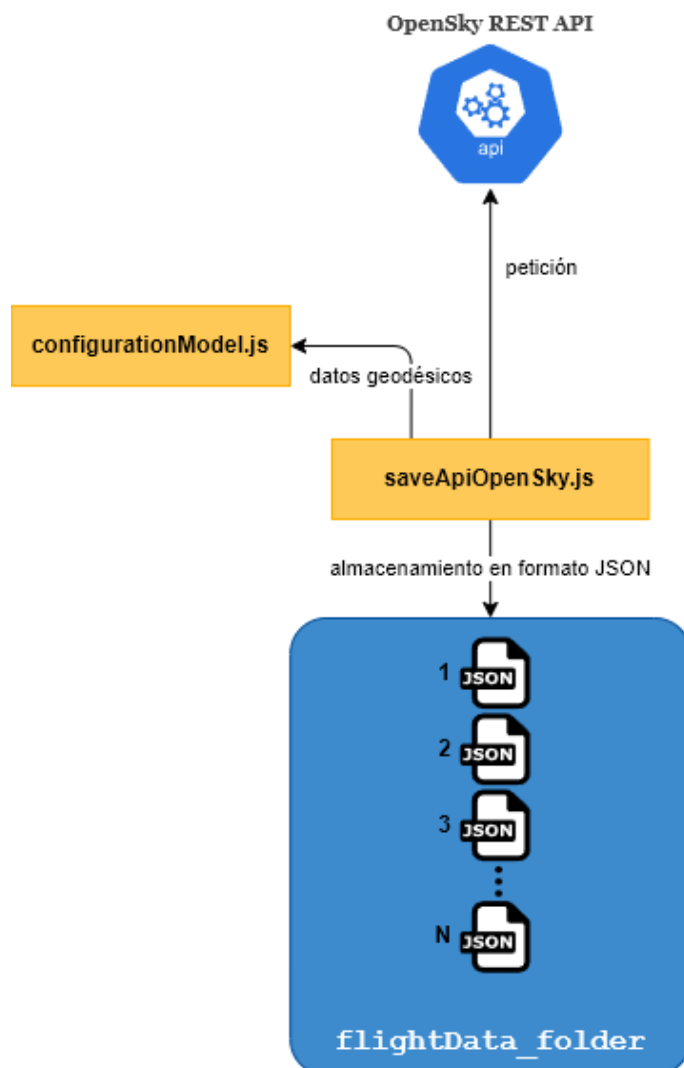 OpenSky REST API
api
petición
configurationModel.js
datos geodésicos
saveApiOpenSky.js
almacenamiento en formato JSON
1 JSON
2 JSON
3 JSON
N JSON
flightData_folder